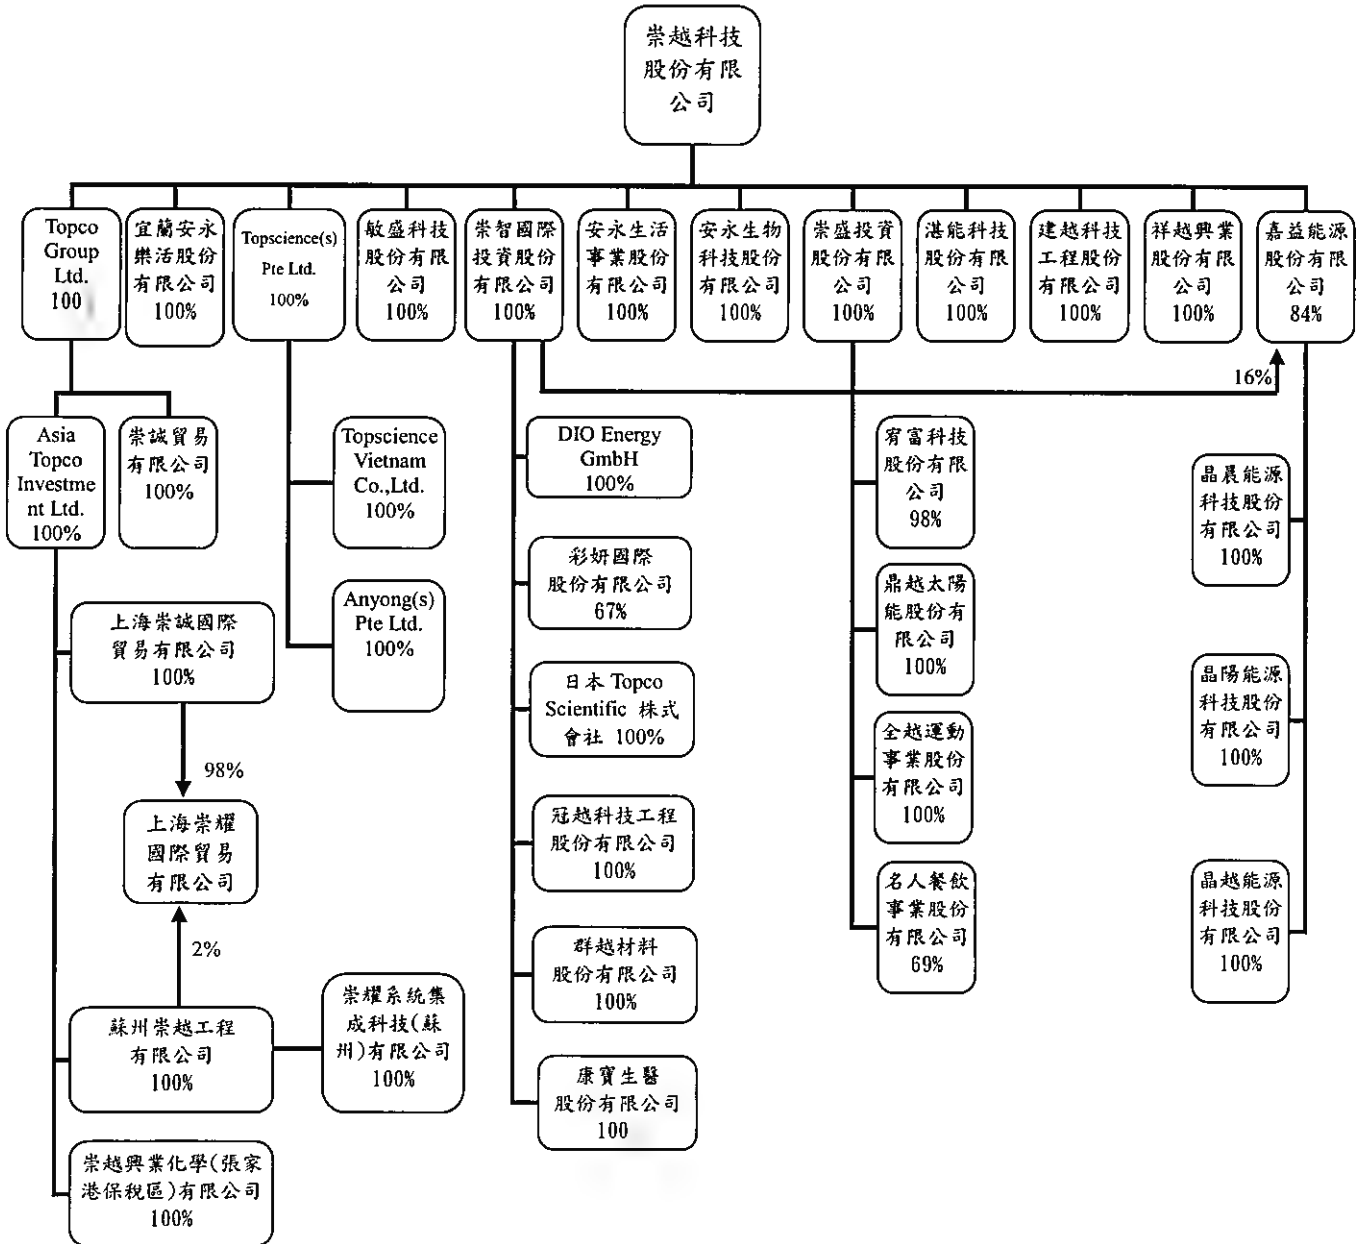 崇越科技
股份有限
公司
Topco
Group
Ltd.
100
宜蘭安永
樂活股份
有限公司
100%
Topscience(s)
Pte Ltd.
100%
敏盛科技
股份有限
公司
100%
崇智國際
投資股份
有限公司
100%
安永生活
事業股份
有限公司
100%
安永生物
科技股份
有限公司
100%
崇盛投資
股份有限
公司
100%
湛能科技
股份有限
公司
100%
建越科技
工程股份
有限公司
100%
祥越興業
股份有限
公司
100%
嘉益能源
股份有限
公司
84%
16%
Asia
Topco
Investme
nt Ltd.
100%
崇誠貿易
有限公司
100%
Topscience
Vietnam
Co.,Ltd.
100%
Anyong(s)
Pte Ltd.
100%
DIO Energy
GmbH
100%
彩妍國際
股份有限公司
67%
日本 Topco
Scientific 株式
會社 100%
冠越科技工程
股份有限公司
100%
群越材料
股份有限公司
100%
康寶生醫
股份有限公司
100
宥富科技
股份有限
公司
98%
鼎越太陽
能股份有
限公司
100%
全越運動
事業股份
有限公司
100%
名人餐飲
事業股份
有限公司
69%
晶晨能源
科技股份
有限公司
100%
晶陽能源
科技股份
有限公司
100%
晶越能源
科技股份
有限公司
100%
上海崇誠國際
貿易有限公司
100%
98%
上海崇耀
國際貿易
有限公司
2%
蘇州崇越工程
有限公司
100%
崇耀系統集
成科技(蘇
州)有限公司
100%
崇越興業化學(張家
港保稅區)有限公司
100%